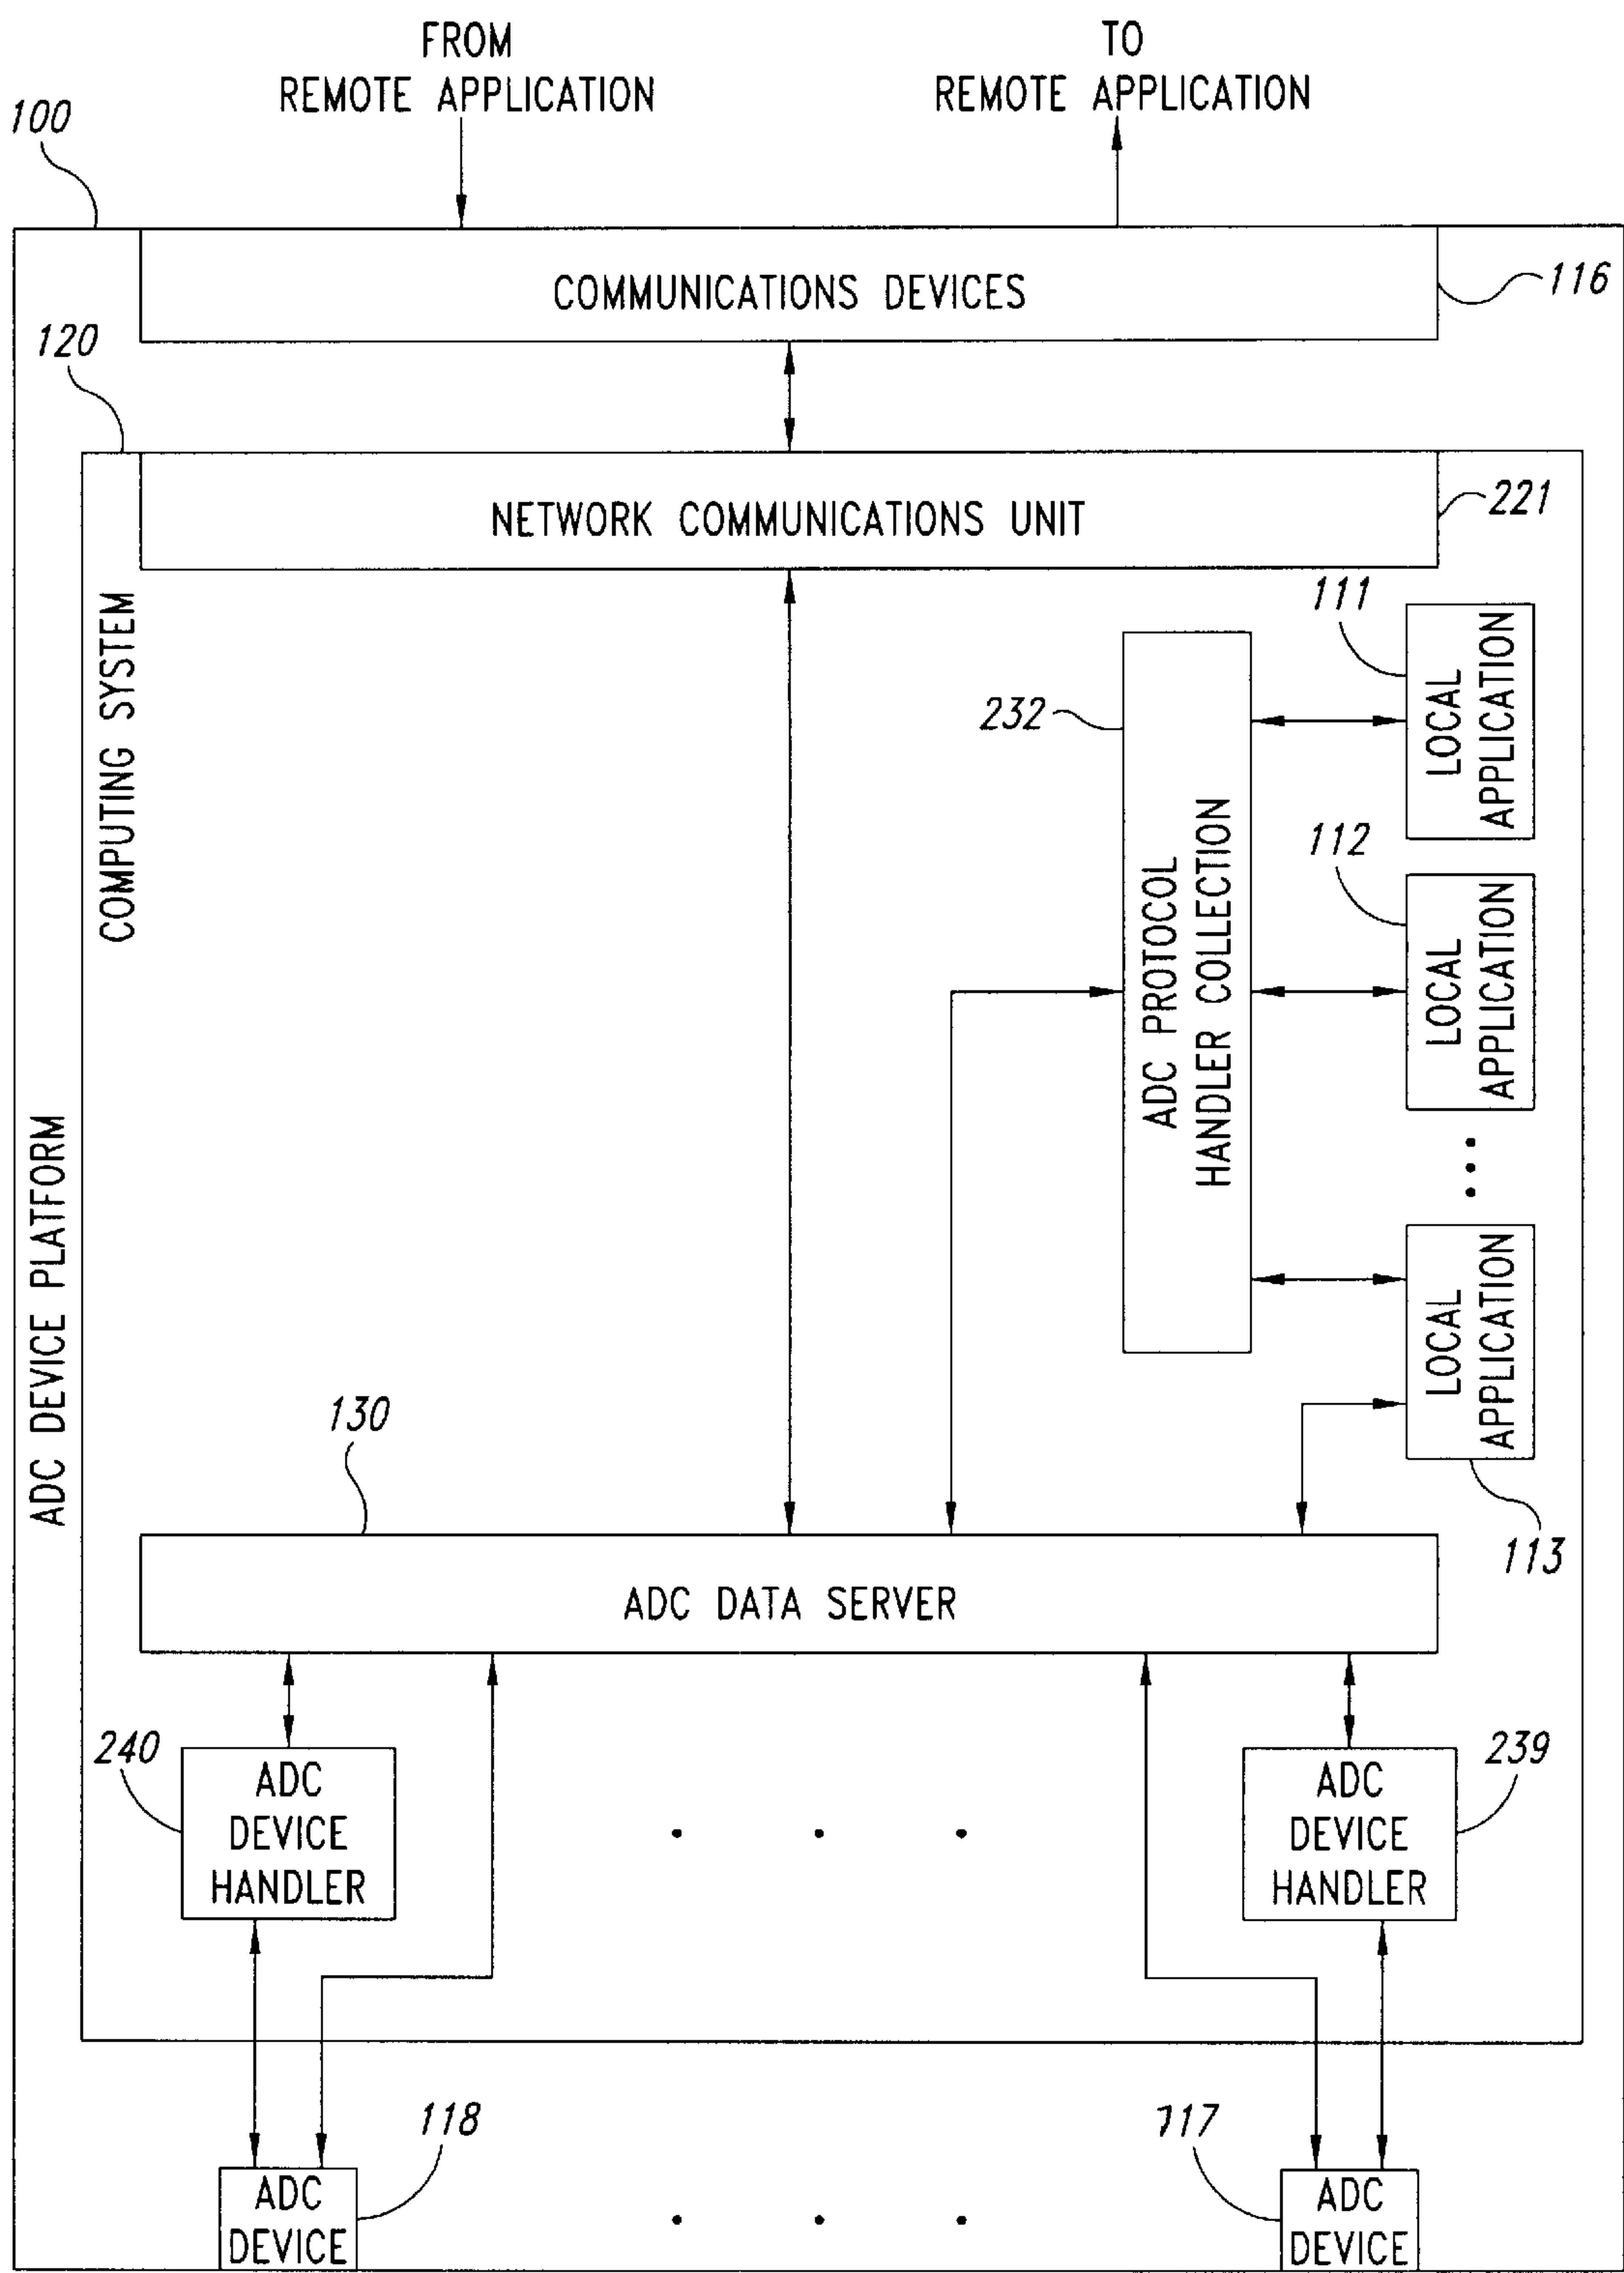 FROM
REMOTE APPLICATION
TO
REMOTE APPLICATION
100
COMMUNICATIONS DEVICES
116
120
NETWORK COMMUNICATIONS UNIT
221
COMPUTING SYSTEM
111
LOCAL
APPLICATION
232
ADC PROTOCOL
HANDLER COLLECTION
112
LOCAL
APPLICATION
ADC DEVICE PLATFORM
LOCAL
APPLICATION
113
130
ADC DATA SERVER
240
ADC
DEVICE
HANDLER
239
ADC
DEVICE
HANDLER
118
ADC
DEVICE
117
ADC
DEVICE